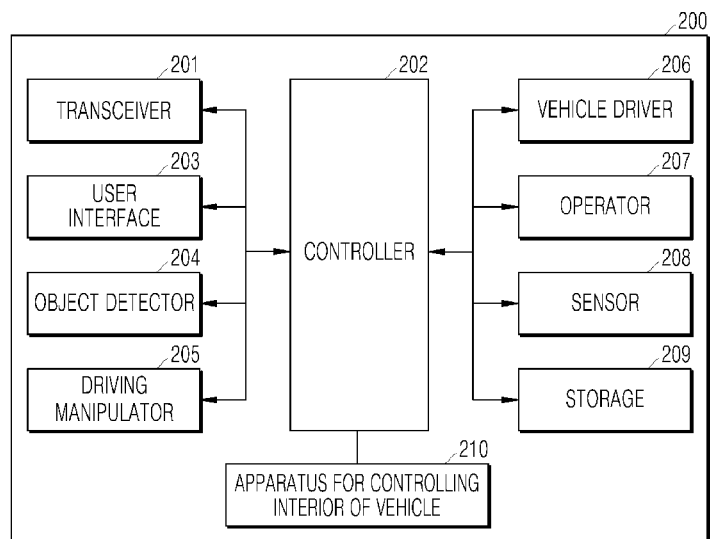 200
201
TRANSCEIVER
203
USER
INTERFACE
204
OBJECT DETECTOR
205
DRIVING
MANIPULATOR
202
CONTROLLER
206
VEHICLE DRIVER
207
OPERATOR
208
SENSOR
209
STORAGE
210
APPARATUS FOR CONTROLLING
INTERIOR OF VEHICLE